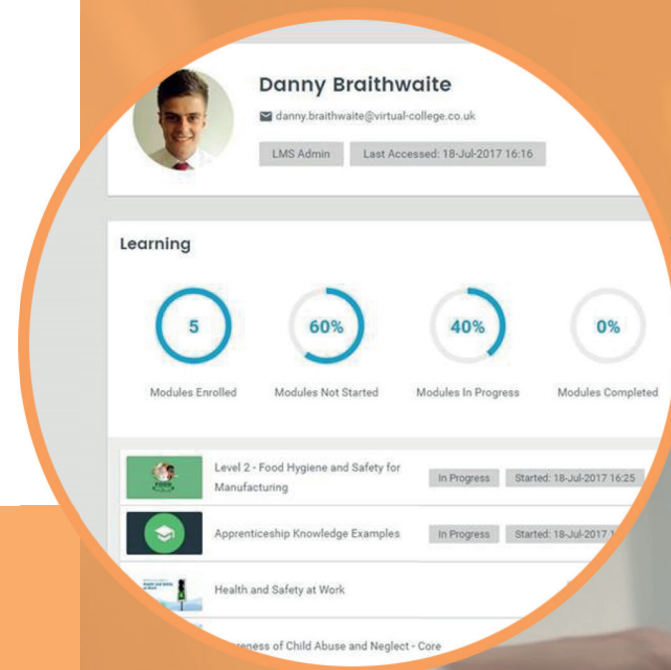 Danny Braithwaite
danny.braithwaite@virtual-college.co.uk
LMS Admin Last Accessed: 18-Jul-2017 16:16
Learning
5 60% 40% 0%
Modules Enrolled Modules Not Started Modules In Progress Modules Completed
Level 2 - Food Hygiene and Safety for
Manufacturing
In Progress Started: 18-Jul-2017 16:25
Apprenticeship Knowledge Examples In Progress Started: 18-Jul-2017
Health and Safety at Work
of Child Abuse and Neglect - Core